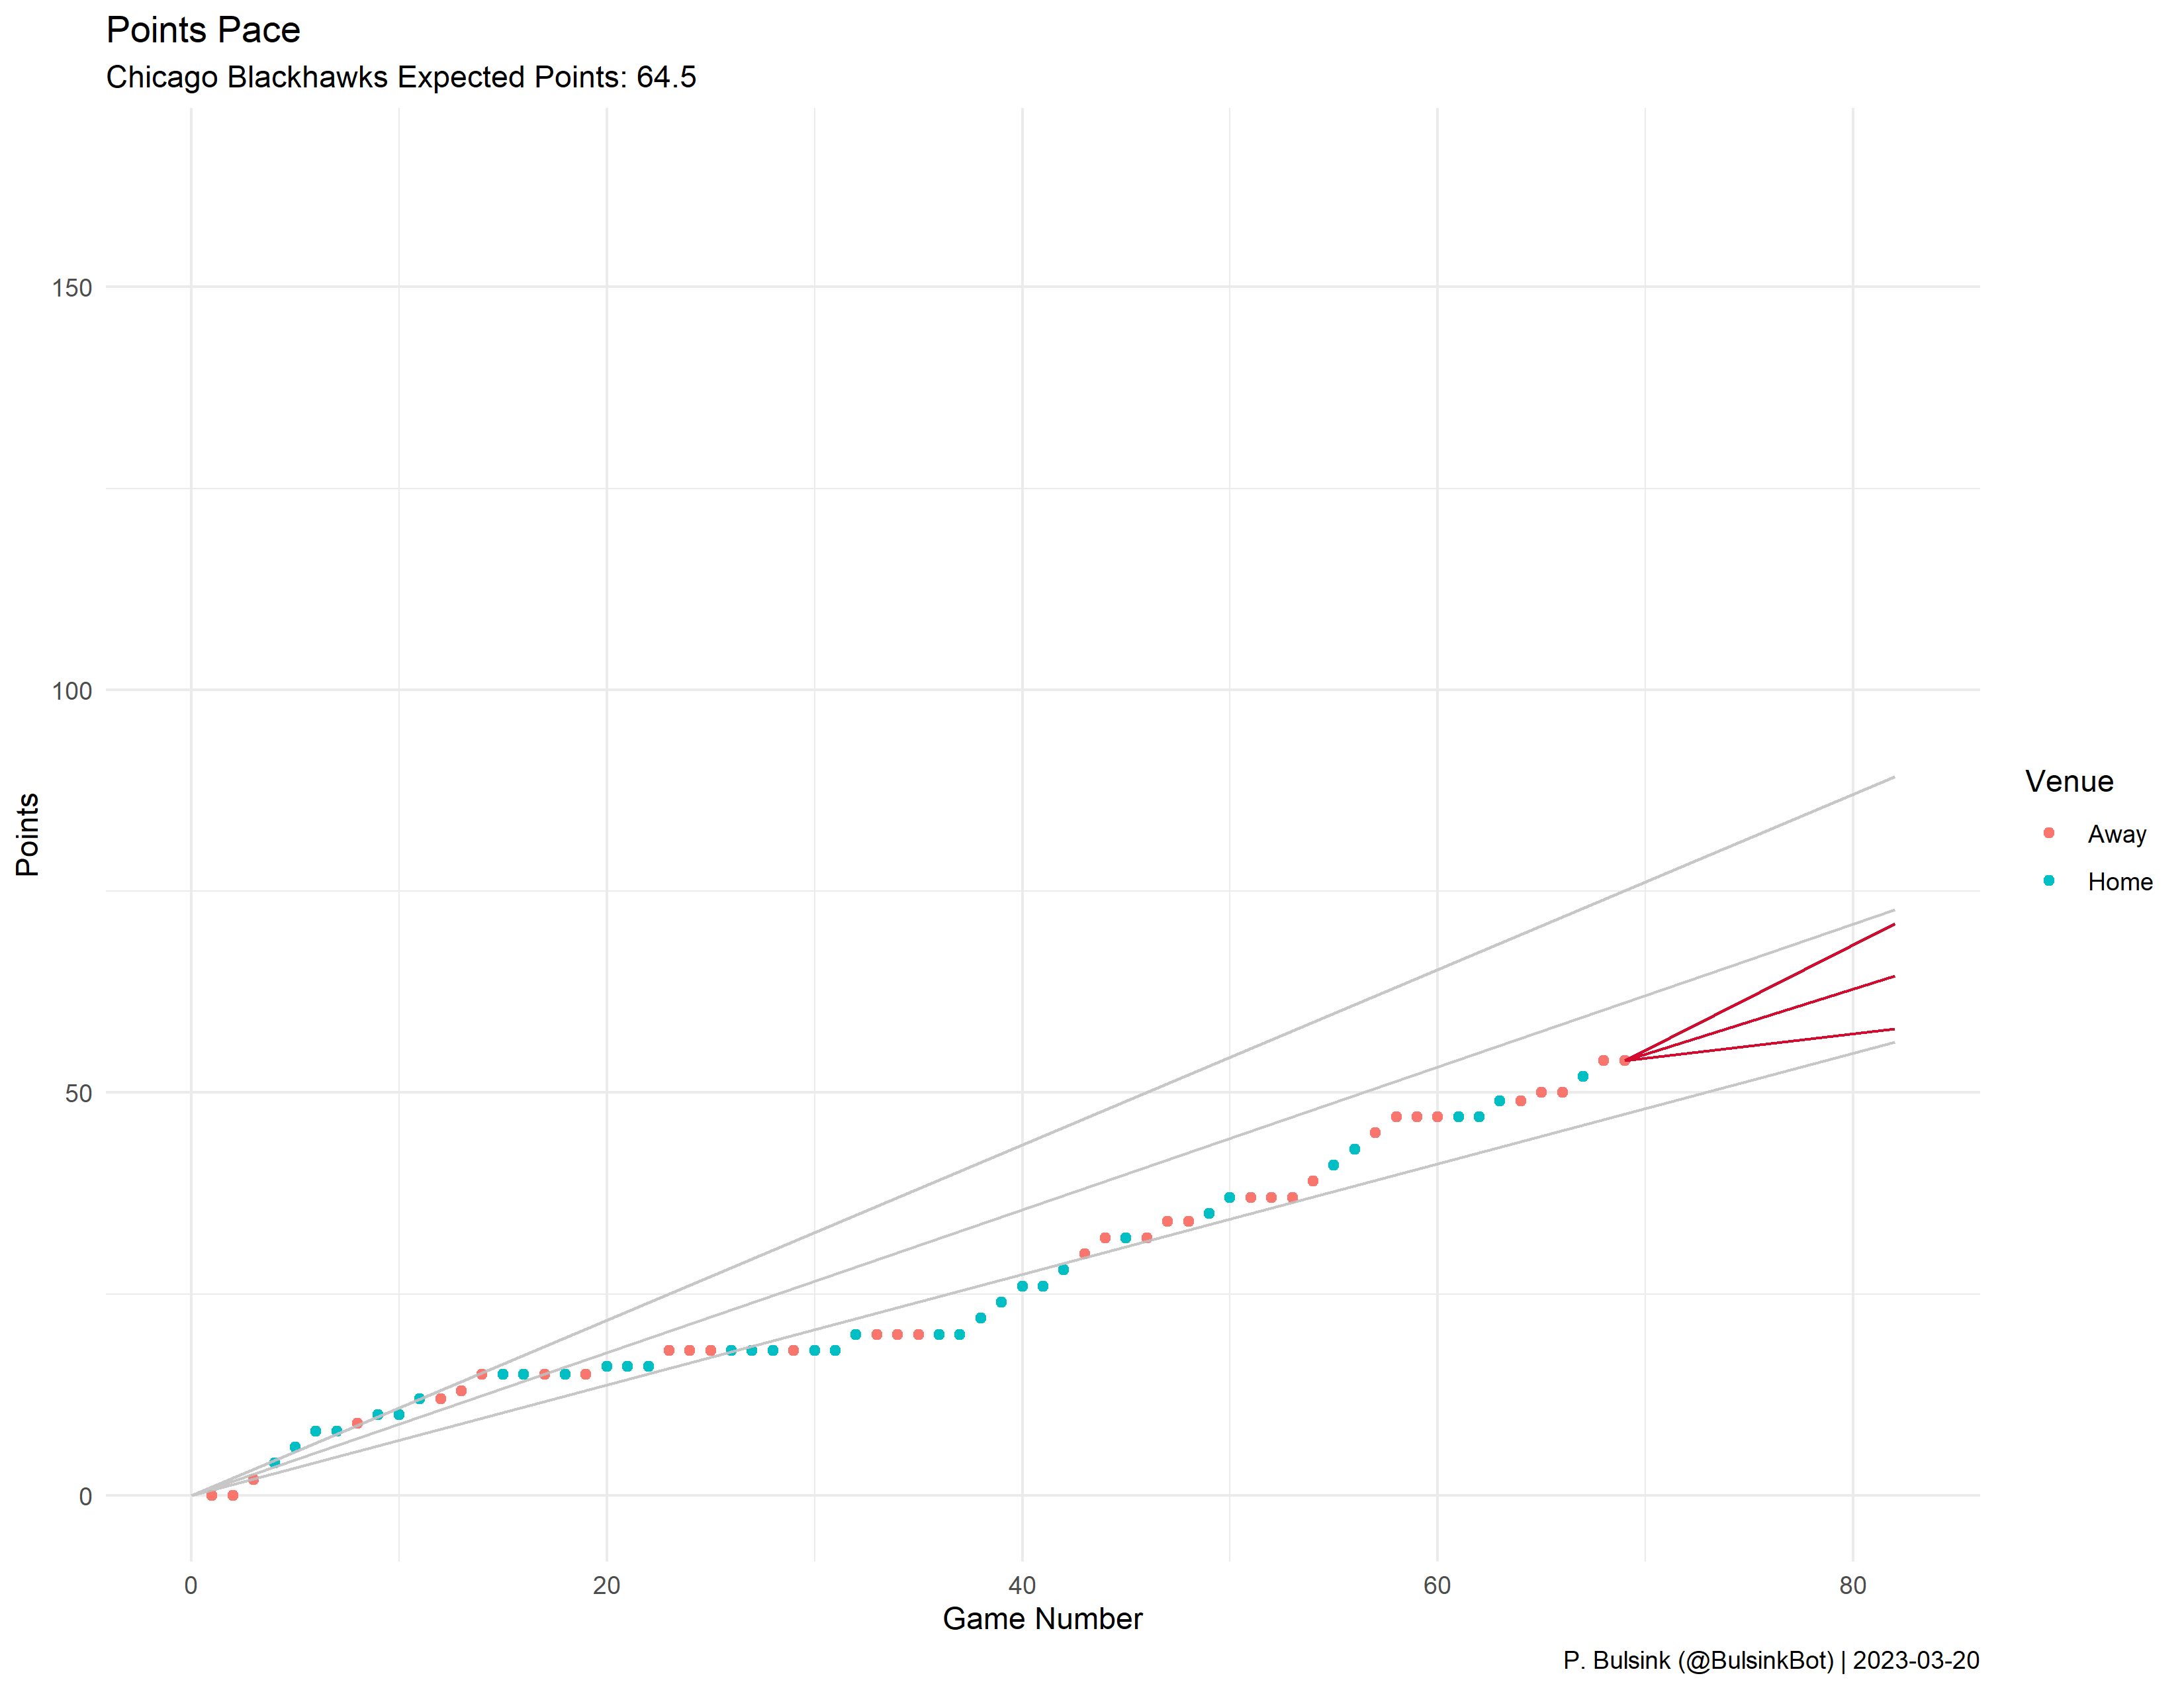 Points Pace
Chicago Blackhawks Expected Points: 64.5
150
100
50
0
Points
0 20 40 60 80
Game Number
Venue
Away
Home
P. Bulsink (@BulsinkBot) | 2023-03-20